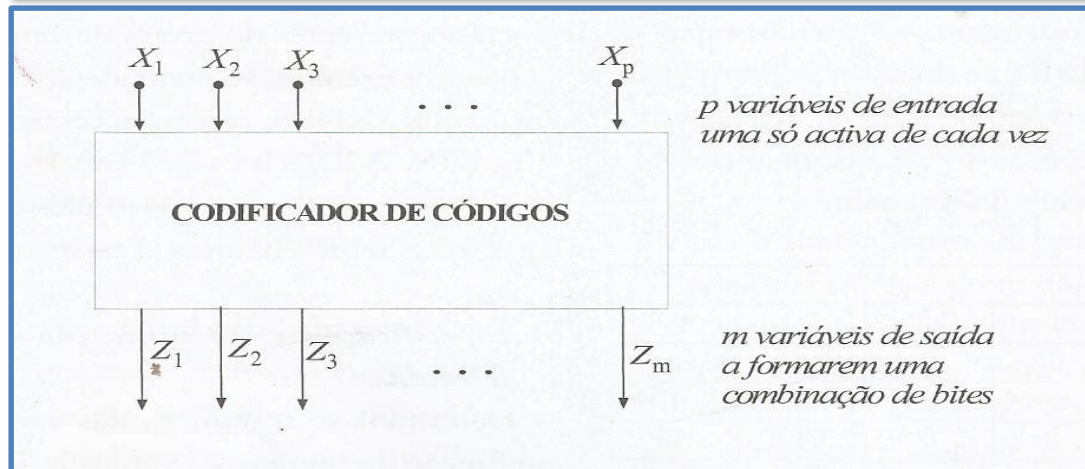 X1 X2 X3 . . . Xp
p variáveis de entrada
uma só activa de cada vez
CODIFICADOR DE CÓDIGOS
Z1 Z2 Z3 . . . Zm
m variáveis de saída
a formarem uma
combinação de bites